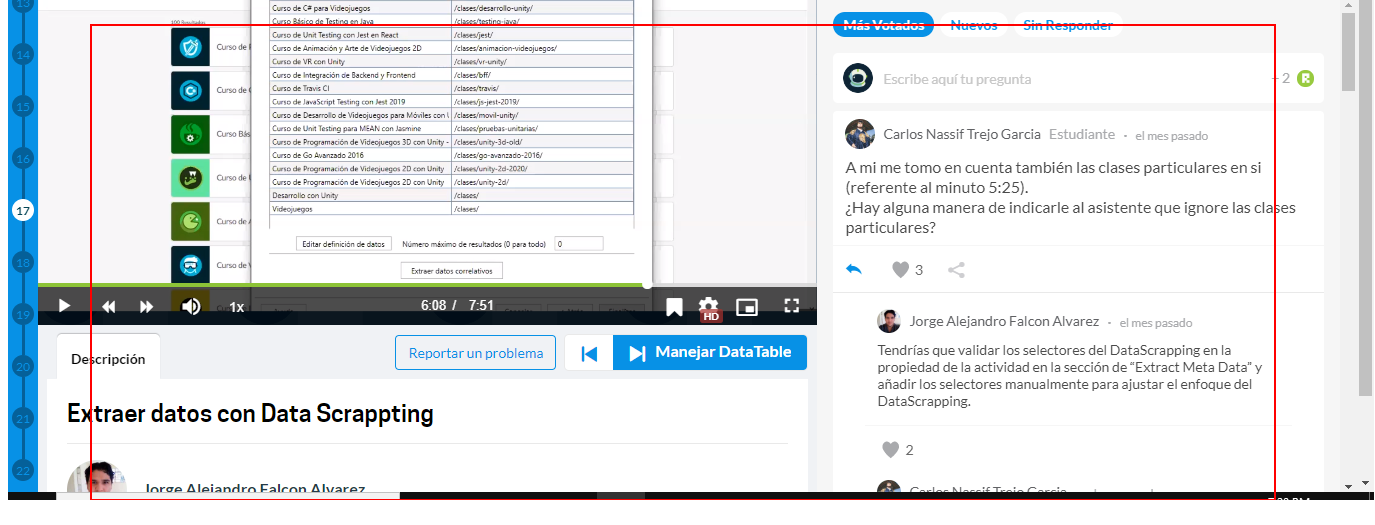 13
14
15
16
17
18
19
20
21
22
100 Resultados
Curso de
Curso de
Curso Bás
Curso de
Curso de
Curso de V
Curso de C# para Videojuegos /clases/desarrollo-unity/
Curso Básico de Testing en Java /clases/testing-java/
Curso de Unit Testing con Jest en React /clases/jest/
Curso de Animación y Arte de Videojuegos 2D /clases/animacion-videojuegos/
Curso de VR con Unity /clases/vr-unity/
Curso de Integración de Backend y Frontend /clases/bff/
Curso de Travis CI /clases/travis/
Curso de JavaScript Testing con Jest 2019 /clases/js-jest-2019/
Curso de Desarrollo de Videojuegos para Móviles con U /clases/movil-unity/
Curso de Unit Testing para MEAN con Jasmine /clases/pruebas-unitarias/
Curso de Programación de Videojuegos 3D con Unity - /clases/unity-3d-old/
Curso de Go Avanzado 2016 /clases/go-avanzado-2016/
Curso de Programación de Videojuegos 2D con Unity /clases/unity-2d-2020/
Curso de Programación de Videojuegos 2D con Unity /clases/unity-2d/
Desarrollo con Unity /clases/
Videojuegos /clases/
Editar definición de datos Número máximo de resultados (0 para todo) 0
Extraer datos correlativos
1x 6:08 / 7:51 HD
Descripción
Reportar un problema
Manejar DataTable
Extraer datos con Data Scrappting
Jorge Alejandro Falcon Alvarez
Más Votados Nuevos Sin Responder
Escribe aquí tu pregunta + 2 R
Carlos Nassif Trejo Garcia Estudiante · el mes pasado
A mi me tomo en cuenta también las clases particulares en si
(referente al minuto 5:25).
¿Hay alguna manera de indicarle al asistente que ignore las clases
particulares?
3
Jorge Alejandro Falcon Alvarez · el mes pasado
Tendrías que validar los selectores del DataScrapping en la
propiedad de la actividad en la sección de “Extract Meta Data” y
añadir los selectores manualmente para ajustar el enfoque del
DataScrapping.
2
Carlos Nassif Trejo Garcia